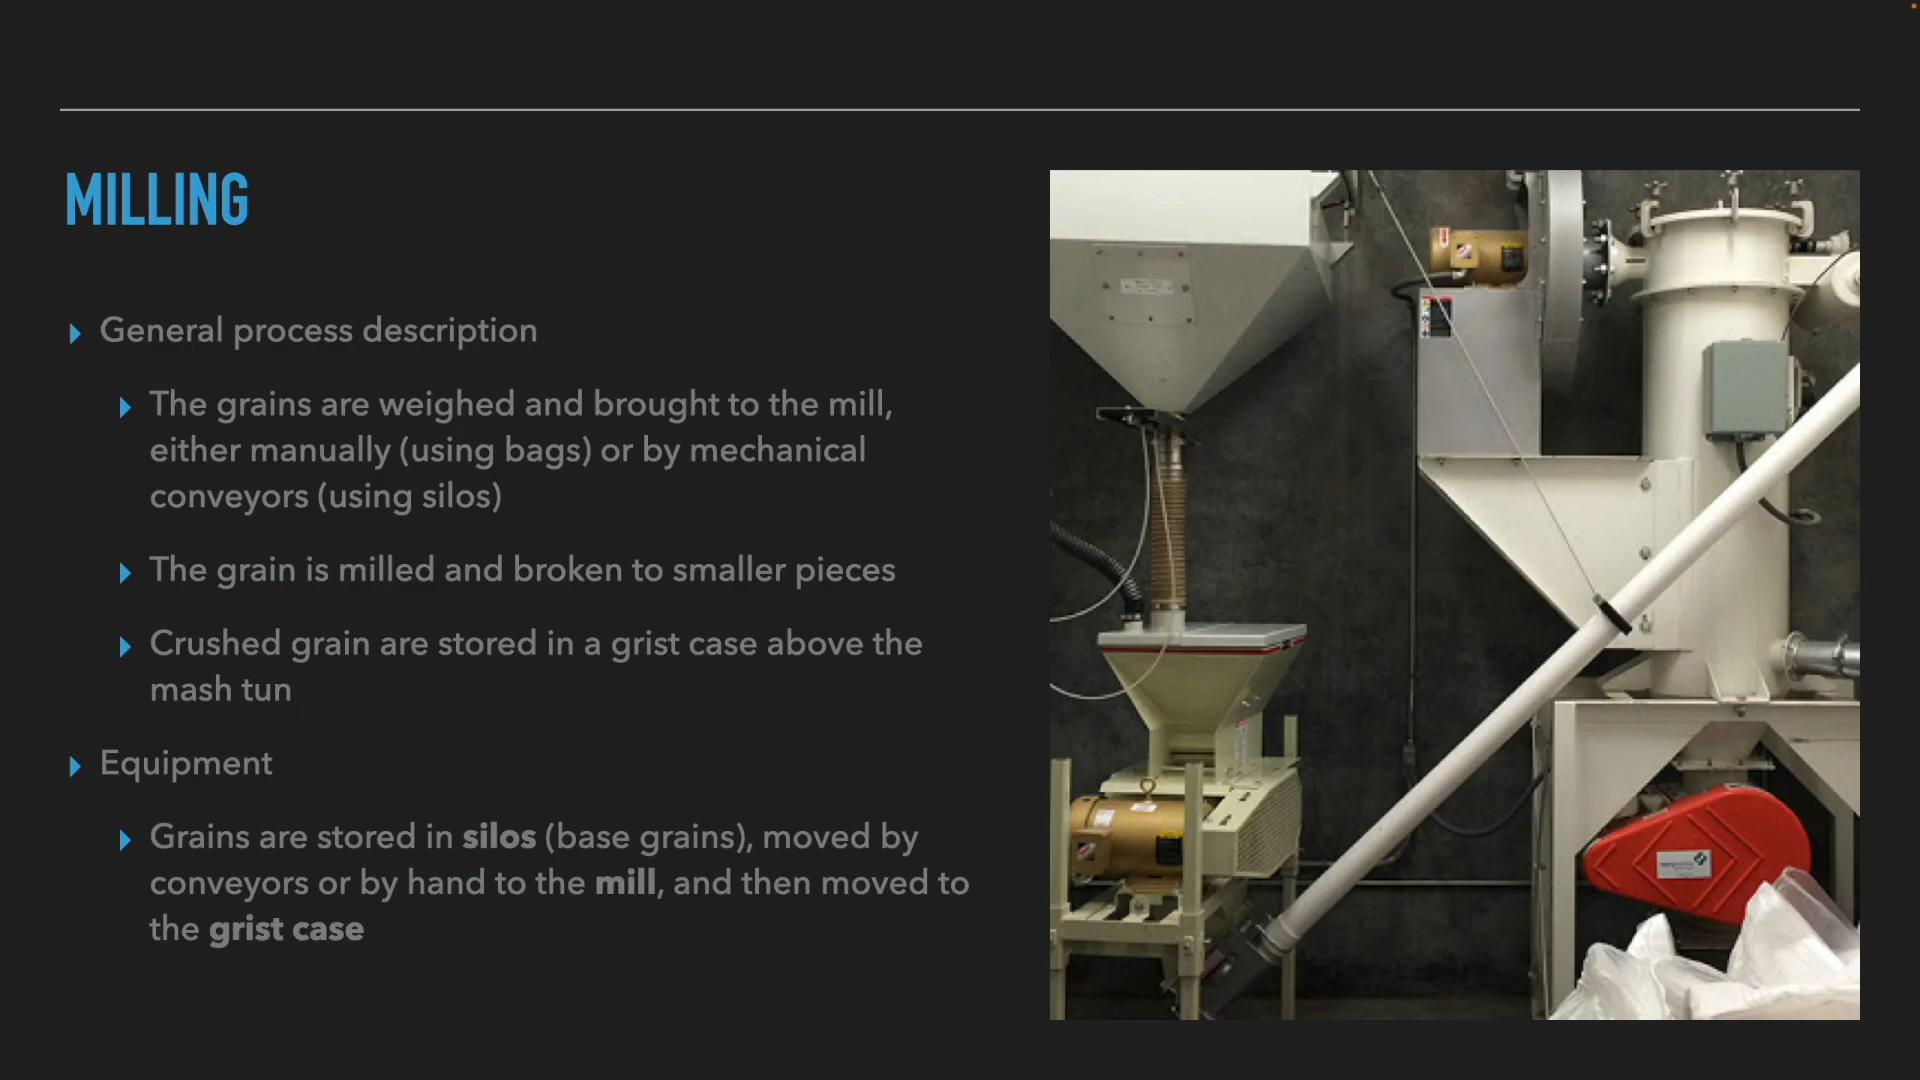 MILLING
General process description
The grains are weighed and brought to the mill,
either manually (using bags) or by mechanical
conveyors (using silos)
The grain is milled and broken to smaller pieces
Crushed grain are stored in a grist case above the
mash tun
Equipment
Grains are stored in silos (base grains), moved by
conveyors or by hand to the mill, and then moved to
the grist case